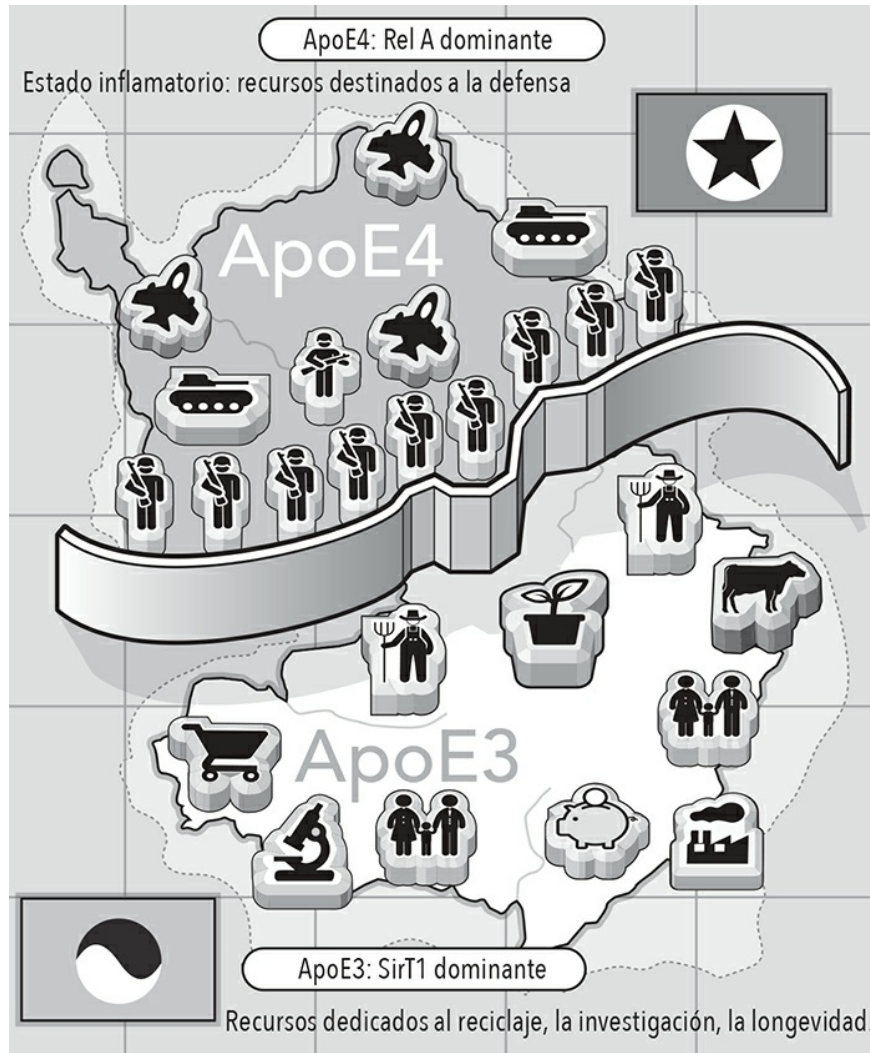 ApoE4: Rel A dominante
Estado inflamatorio: recursos destinados a la defensa
ApoE4
ApoE3
ApoE3: SirT1 dominante
Recursos dedicados al reciclaje, la investigación, la longevidad.